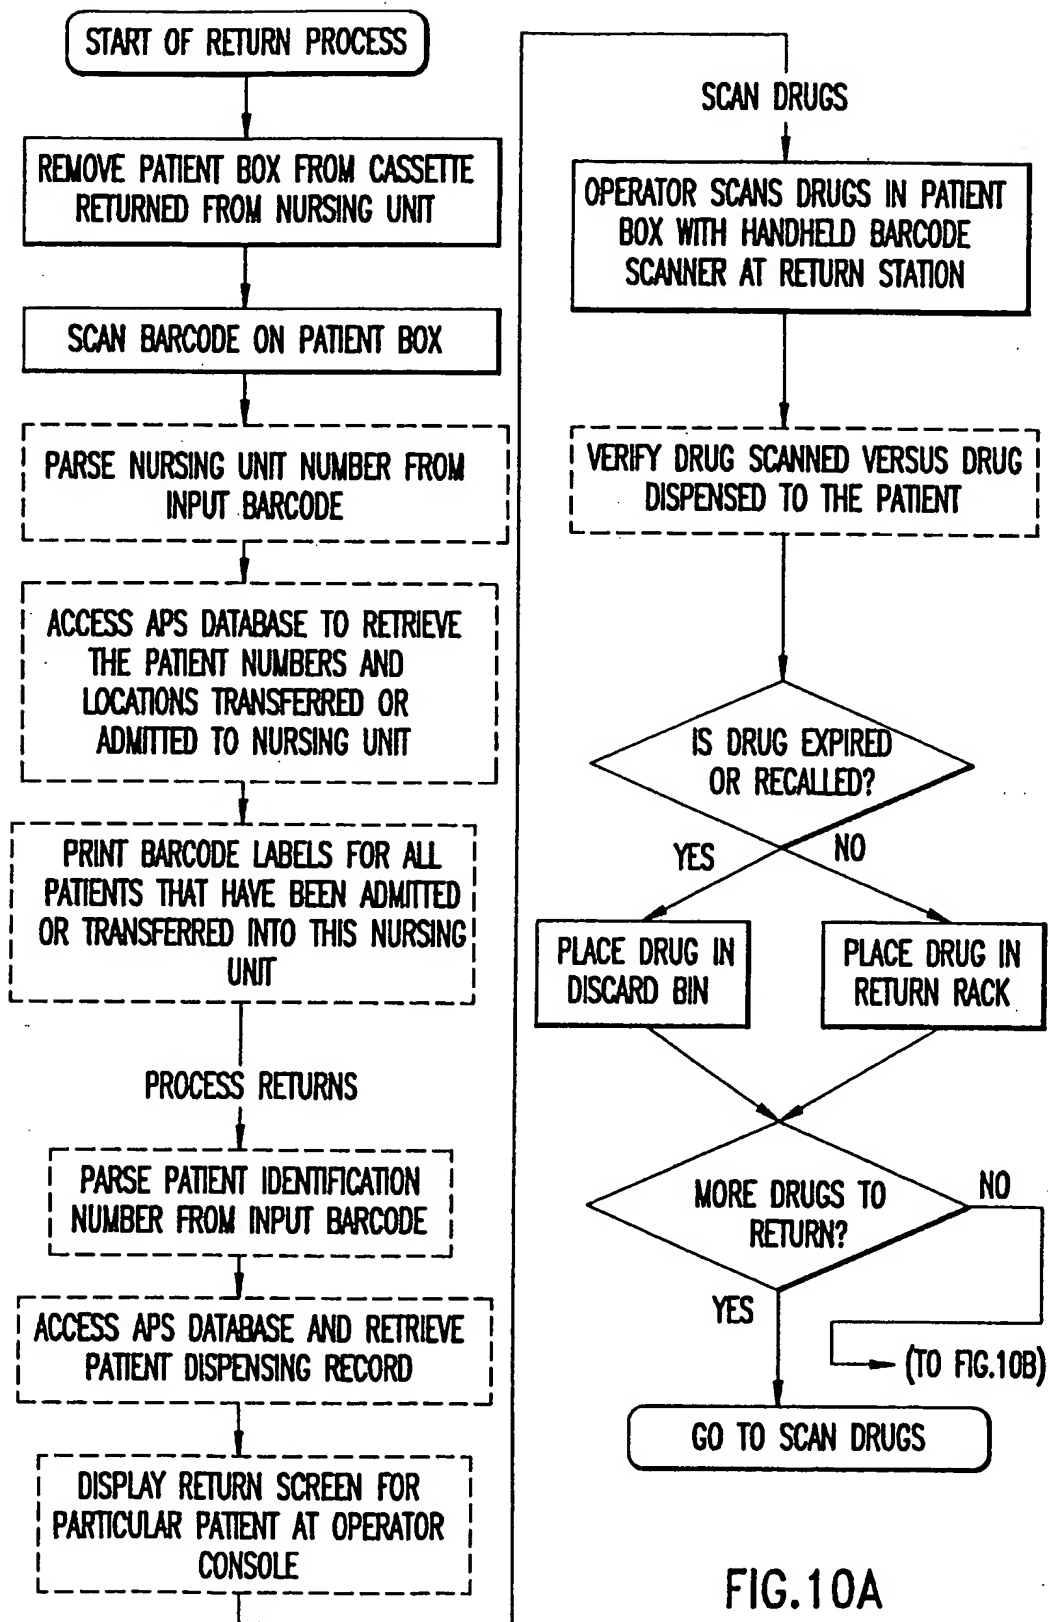 START OF RETURN PROCESS
REMOVE PATIENT BOX FROM CASSETTE
RETURNED FROM NURSING UNIT
SCAN BARCODE ON PATIENT BOX
PARSE NURSING UNIT NUMBER FROM
INPUT BARCODE
ACCESS APS DATABASE TO RETRIEVE
THE PATIENT NUMBERS AND
LOCATIONS TRANSFERRED OR
ADMITTED TO NURSING UNIT
PRINT BARCODE LABELS FOR ALL
PATIENTS THAT HAVE BEEN ADMITTED
OR TRANSFERRED INTO THIS NURSING
UNIT
PROCESS RETURNS
PARSE PATIENT IDENTIFICATION
NUMBER FROM INPUT BARCODE
ACCESS APS DATABASE AND RETRIEVE
PATIENT DISPENSING RECORD
DISPLAY RETURN SCREEN FOR
PARTICULAR PATIENT AT OPERATOR
CONSOLE
SCAN DRUGS
OPERATOR SCANS DRUGS IN PATIENT
BOX WITH HANDHELD BARCODE
SCANNER AT RETURN STATION
VERIFY DRUG SCANNED VERSUS DRUG
DISPENSED TO THE PATIENT
IS DRUG EXPIRED
OR RECALLED?
YES
NO
PLACE DRUG IN
DISCARD BIN
PLACE DRUG IN
RETURN RACK
MORE DRUGS TO
RETURN?
NO
YES
(TO FIG.10B)
GO TO SCAN DRUGS
FIG.10A